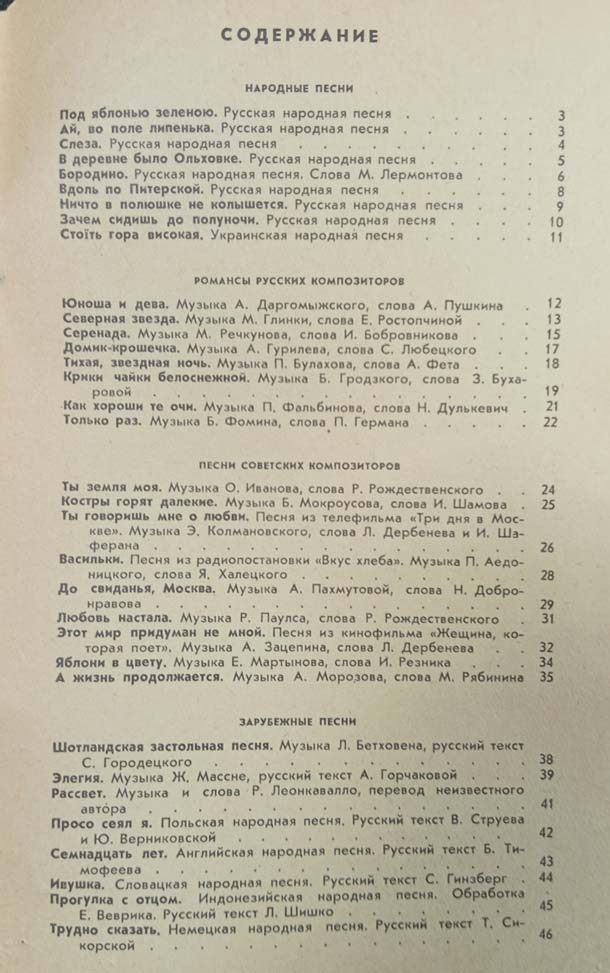 СОДЕРЖАНИЕ
НАРОДНЫЕ ПЕСНИ
Под яблонью зеленою. Русская народная песня . . . . . . 3
Ай, во поле липенька. Русская народная песня . . . . . 3
Слеза. Русская народная песня . . . . . . . 4
В деревне было Ольховке. Русская народная песня . . . . 5
Бородино. Русская народная песня. Слова М. Лермонтова . . . 6
Вдоль по Питерской. Русская народная песня . . . . . 8
Ничто в полюшке не колышется. Русская народная песня . . . 9
Зачем сидишь до полуночи. Русская народная песня . . . . 10
Стоїть гора високая. Украинская народная песня . . . . . 11
РОМАНСЫ РУССКИХ КОМПОЗИТОРОВ
Юноша и дева. Музыка А. Даргомыжского, слова А. Пушкина . 12
Северная звезда. Музыка М. Глинки, слова Е. Ростопчиной . . . 13
Серенада. Музыка М. Речкунова, слова И. Бобровникова . . . 15
Домик-крошечка. Музыка А. Гурилева, слова С. Любецкого . . 17
Тихая, звездная ночь. Музыка П. Булахова, слова А. Фета . . . 18
Крики чайки белоснежной. Музыка Б. Гродзкого, слова З. Буха-
ровой . . . . . . . . . . . . . . 19
Как хороши те очи. Музыка П. Фальбинова, слова Н. Дулькевич . 21
Только раз. Музыка Б. Фомина, слова П. Германа . . . . . 22
ПЕСНИ СОВЕТСКИХ КОМПОЗИТОРОВ
Ты земля моя. Музыка О. Иванова, слова Р. Рождественского . . 24
Костры горят далекие. Музыка Б. Мокроусова, слова И. Шамова . 25
Ты говоришь мне о любви. Песня из телефильма «Три дня в Мос-
кве». Музыка Э. Колмановского, слова Л. Дербенева и И. Ша-
ферана . . . . . . . . . . . . . . 26
Васильки. Песня из радиопостановки «Вкус хлеба». Музыка П. Аедо-
ницкого, слова Я. Халецкого . . . . . . . . . 28
До свиданья, Москва. Музыка А. Пахмутовой, слова Н. Добро-
нравова . . . . . . . . . . . . . 29
Любовь настала. Музыка Р. Паулса, слова Р. Рождественского . 31
Этот мир придуман не мной. Песня из кинофильма «Жещина, ко-
торая поет». Музыка А. Зацепина, слова Л. Дербенева . . . 32
Яблони в цвету. Музыка Е. Мартынова, слова И. Резника . . . 34
А жизнь продолжается. Музыка А. Морозова, слова М. Рябинина 35
ЗАРУБЕЖНЫЕ ПЕСНИ
Шотландская застольная песня. Музыка Л. Бетховена, русский текст
С. Городецкого . . . . . . . . . . . . 38
Элегия. Музыка Ж. Массне, русский текст А. Горчаковой . . . 39
Рассвет. Музыка и слова Р. Леонкавалло, перевод неизвестного
автора . . . . . . . . . . . . . . 41
Просо сеял я. Польская народная песня. Русский текст В. Струева
и Ю. Верниковской . . . . . . . . . . . 42
Семнадцать лет. Английская народная песня. Русский текст Б. Ти-
мофеева . . . . . . . . . . . . . 43
Ивушка. Словацкая народная песня. Русский текст С. Гинзберг . 44
Прогулка с отцом. Индонезийская народная песня. Обработка
Е. Веврика. Русский текст Л. Шишко . . . . . . . 45
Трудно сказать. Немецкая народная песня. Русский текст Т. Си-
корской . . . . . . . . . . . . . 46